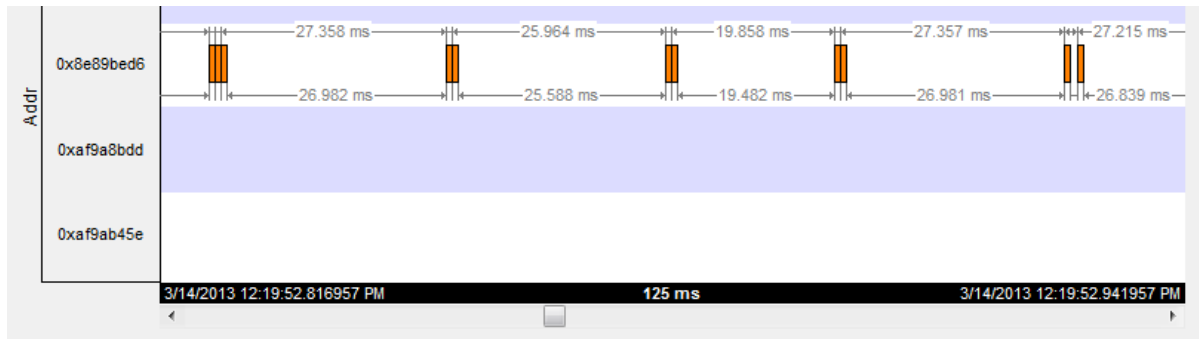 27.358 ms 25.964 ms 19.858 ms 27.357 ms 27.215 ms
0x8e89bed6
26.982 ms 25.588 ms 19.482 ms 26.981 ms 26.839 ms
Addr
0xaf9a8bdd
0xaf9ab45e
3/14/2013 12:19:52.816957 PM 125 ms 3/14/2013 12:19:52.941957 PM